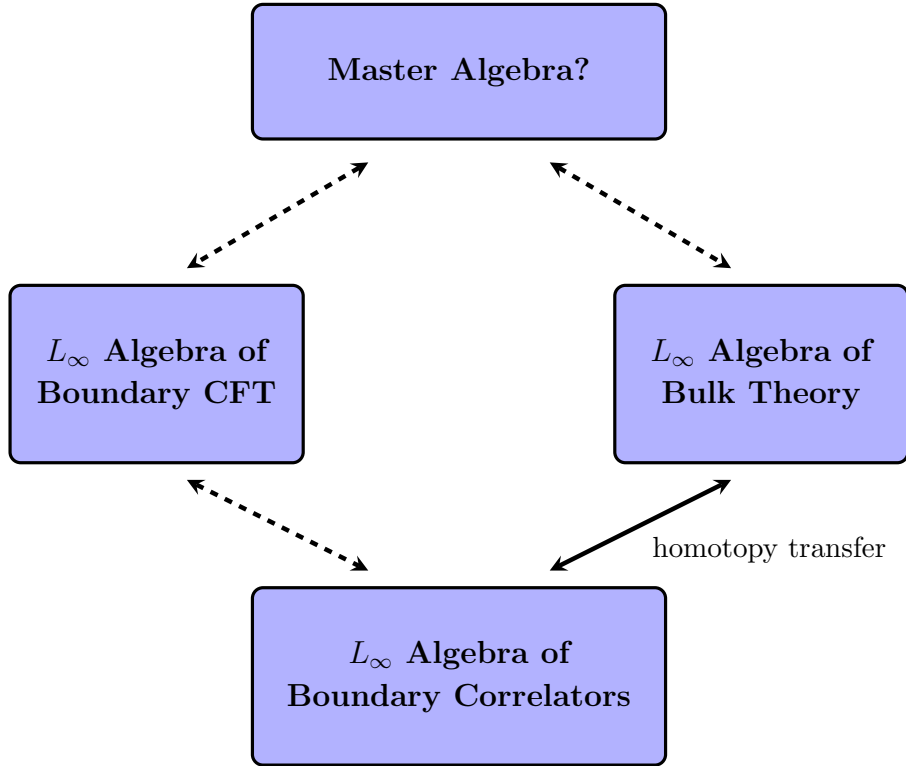 Master Algebra?
L∞ Algebra of
Boundary CFT
L∞ Algebra of
Bulk Theory
homotopy transfer
L∞ Algebra of
Boundary Correlators